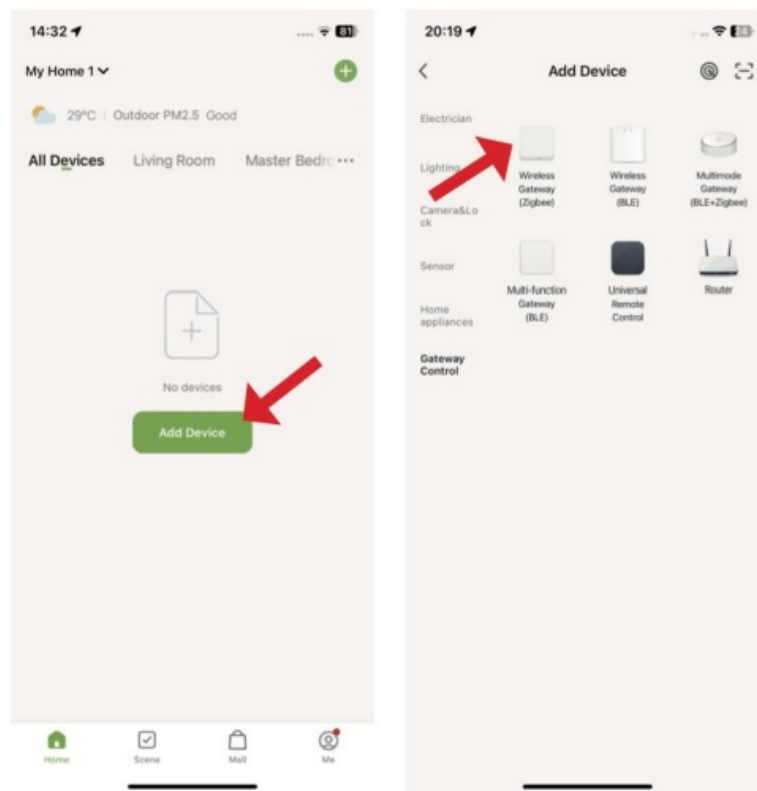 14:32
81
My Home 1
29°C | Outdoor PM2.5 Good
All Devices Living Room Master Bedro
No devices
Add Device
Home Scene Mall Me
20:19
24
Add Device
Electrician
Lighting
Camera&Lo
ck
Sensor
Home
appliances
Gateway
Control
Wireless
Gateway
(Zigbee)
Wireless
Gateway
(BLE)
Multimode
Gateway
(BLE+Zigbee)
Multi-function
Gateway
(BLE)
Universal
Remote
Control
Router